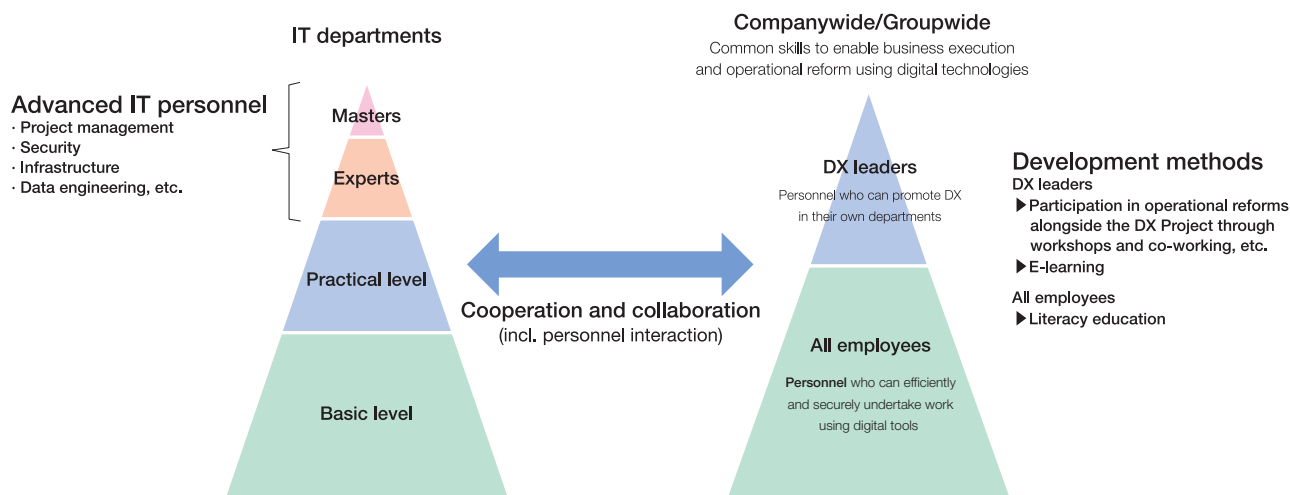 IT departments
Advanced IT personnel
· Project management
· Security
· Infrastructure
· Data engineering, etc.
Masters
Experts
Practical level
Basic level
Cooperation and collaboration
(incl. personnel interaction)
Companywide/Groupwide
Common skills to enable business execution
and operational reform using digital technologies
DX leaders
Personnel who can promote DX
in their own departments
All employees
Personnel who can efficiently
and securely undertake work
using digital tools
Development methods
DX leaders
▶Participation in operational reforms
alongside the DX Project through
workshops and co-working, etc.
▶E-learning
All employees
▶Literacy education